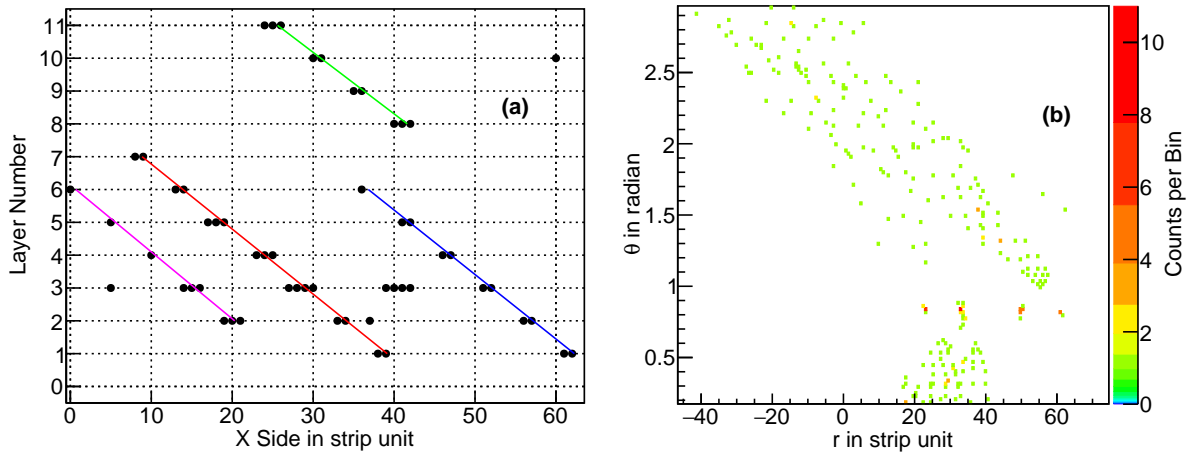 11
10
9
8
7
6
5
4
3
2
1
0
Layer Number
(a)
0 10 20 30 40 50 60
X Side in strip unit
2.5
2
1.5
1
0.5
θ in radian
(b)
−40 −20 0 20 40 60
r in strip unit
10
8
6
4
2
0
Counts per Bin